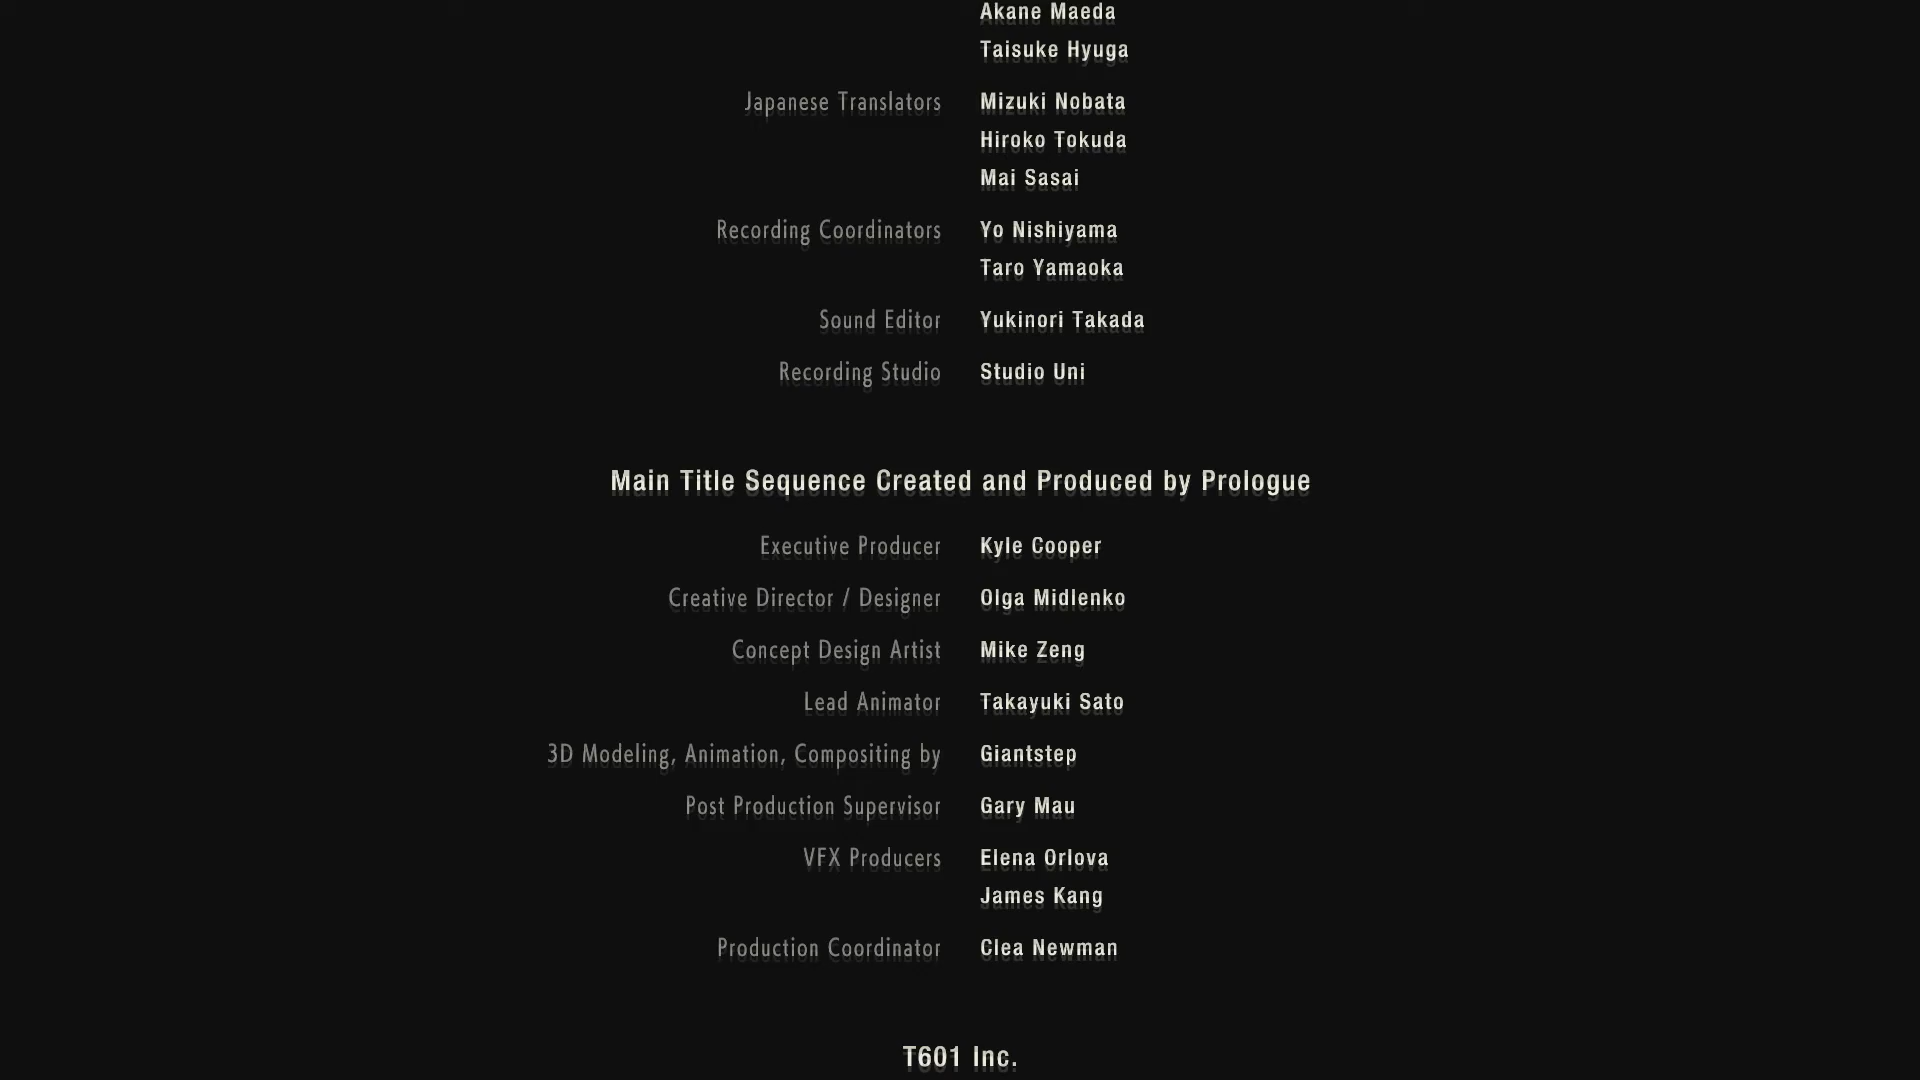 Akane Maeda
Taisuke Hyuga
Japanese Translators Mizuki Nobata
Hiroko Tokuda
Mai Sasai
Recording Coordinators Yo Nishiyama
Taro Yamaoka
Sound Editor Yukinori Takada
Recording Studio Studio Uni
Main Title Sequence Created and Produced by Prologue
Executive Producer Kyle Cooper
Creative Director / Designer Olga Midlenko
Concept Design Artist Mike Zeng
Lead Animator Takayuki Sato
3D Modeling, Animation, Compositing by Giantstep
Post Production Supervisor Gary Mau
VFX Producers Elena Orlova
James Kang
Production Coordinator Clea Newman
T601 Inc.